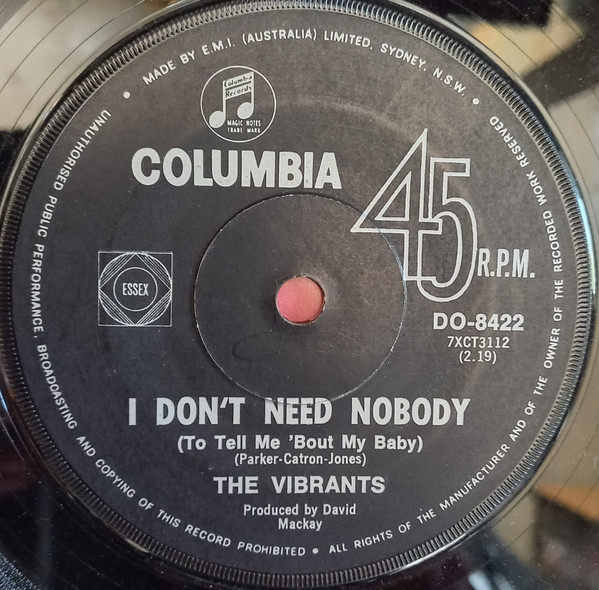 MADE BY E.M.I. (AUSTRALIA) LIMITED. SYDNEY. N.S.W.
Columbia
Records
MAGIC NOTES
TRADE MARK
COLUMBIA
45
R.P.M.
ESSEX
DO-8422
7XCT3112
(2.19)
I DON'T NEED NOBODY
(To Tell Me 'Bout My Baby)
(Parker-Catron-Jones)
THE VIBRANTS
Produced by David
Mackay
UNAUTHORISED PUBLIC PERFORMANCE, BROADCASTING AND COPYING OF THIS RECORD PROHIBITED • ALL RIGHTS OF THE MANUFACTURER AND OF THE OWNER OF THE RECORDED WORK RESERVED